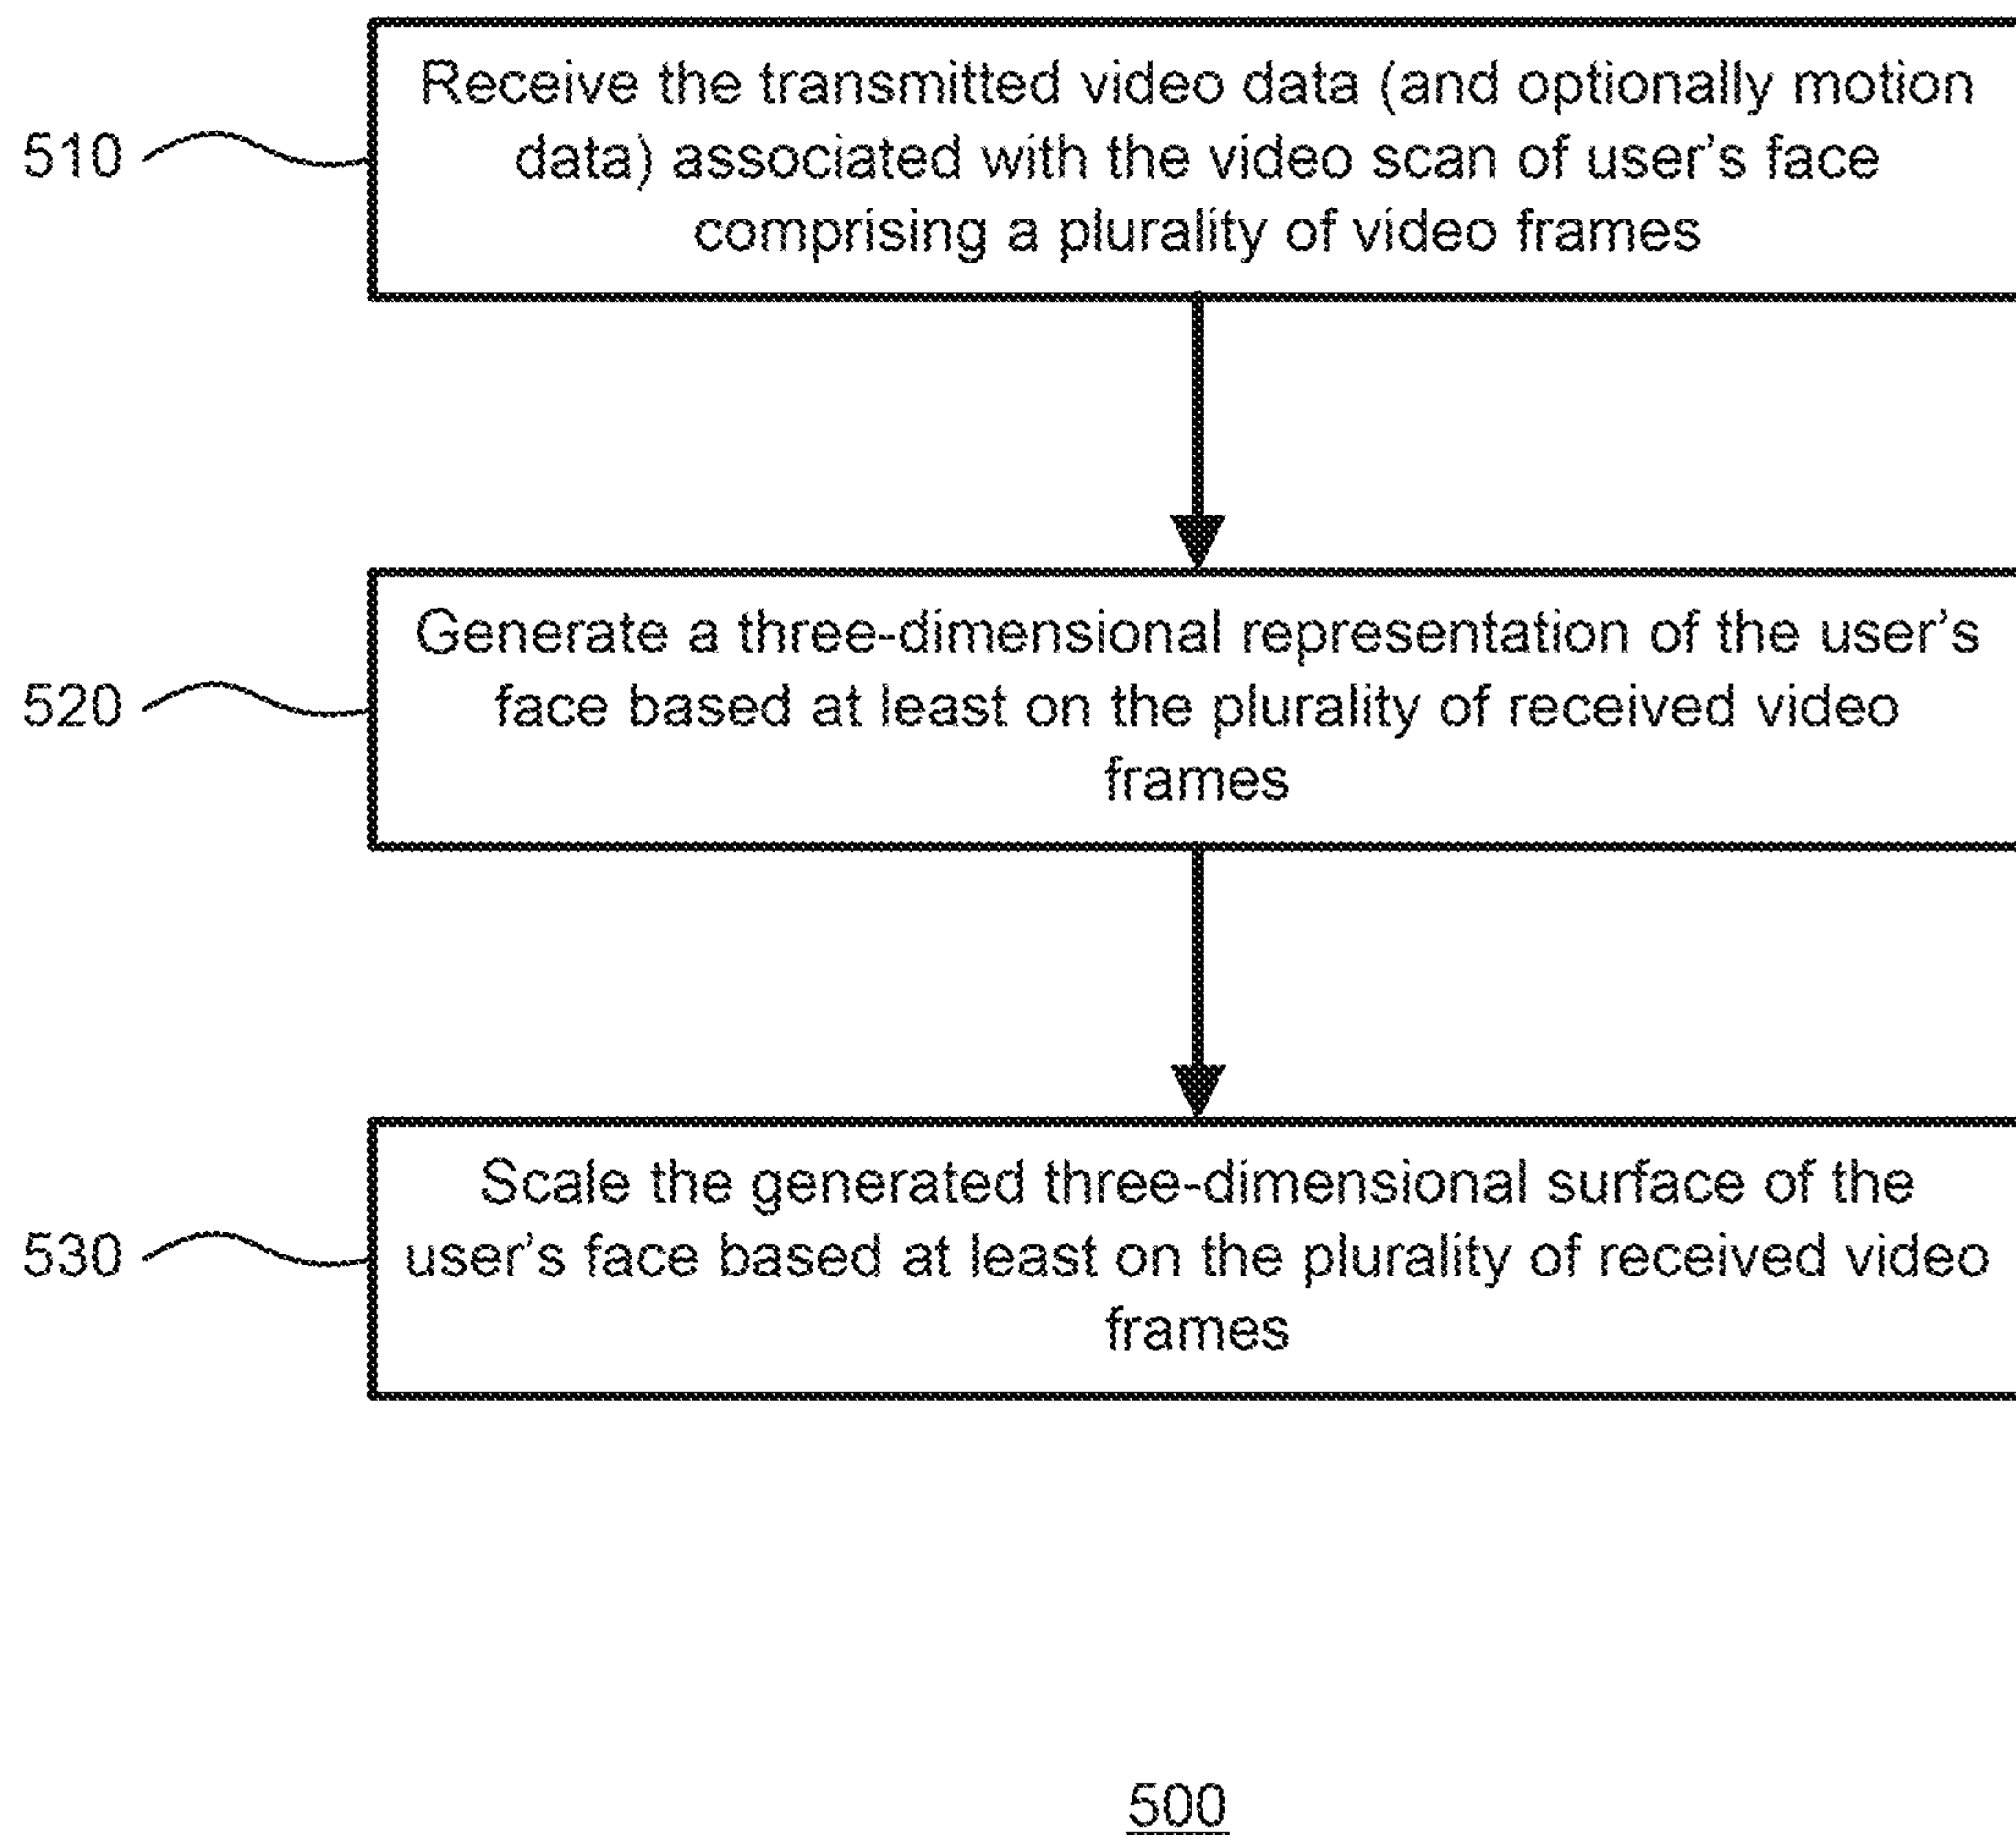 Receive the transmitted video data (and optionally motion
data) associated with the video scan of user's face
comprising a plurality of video frames
510
Generate a three-dimensional representation of the user's
face based at least on the plurality of received video
frames
520
Scale the generated three-dimensional surface of the
user's face based at least on the plurality of received video
frames
530
500